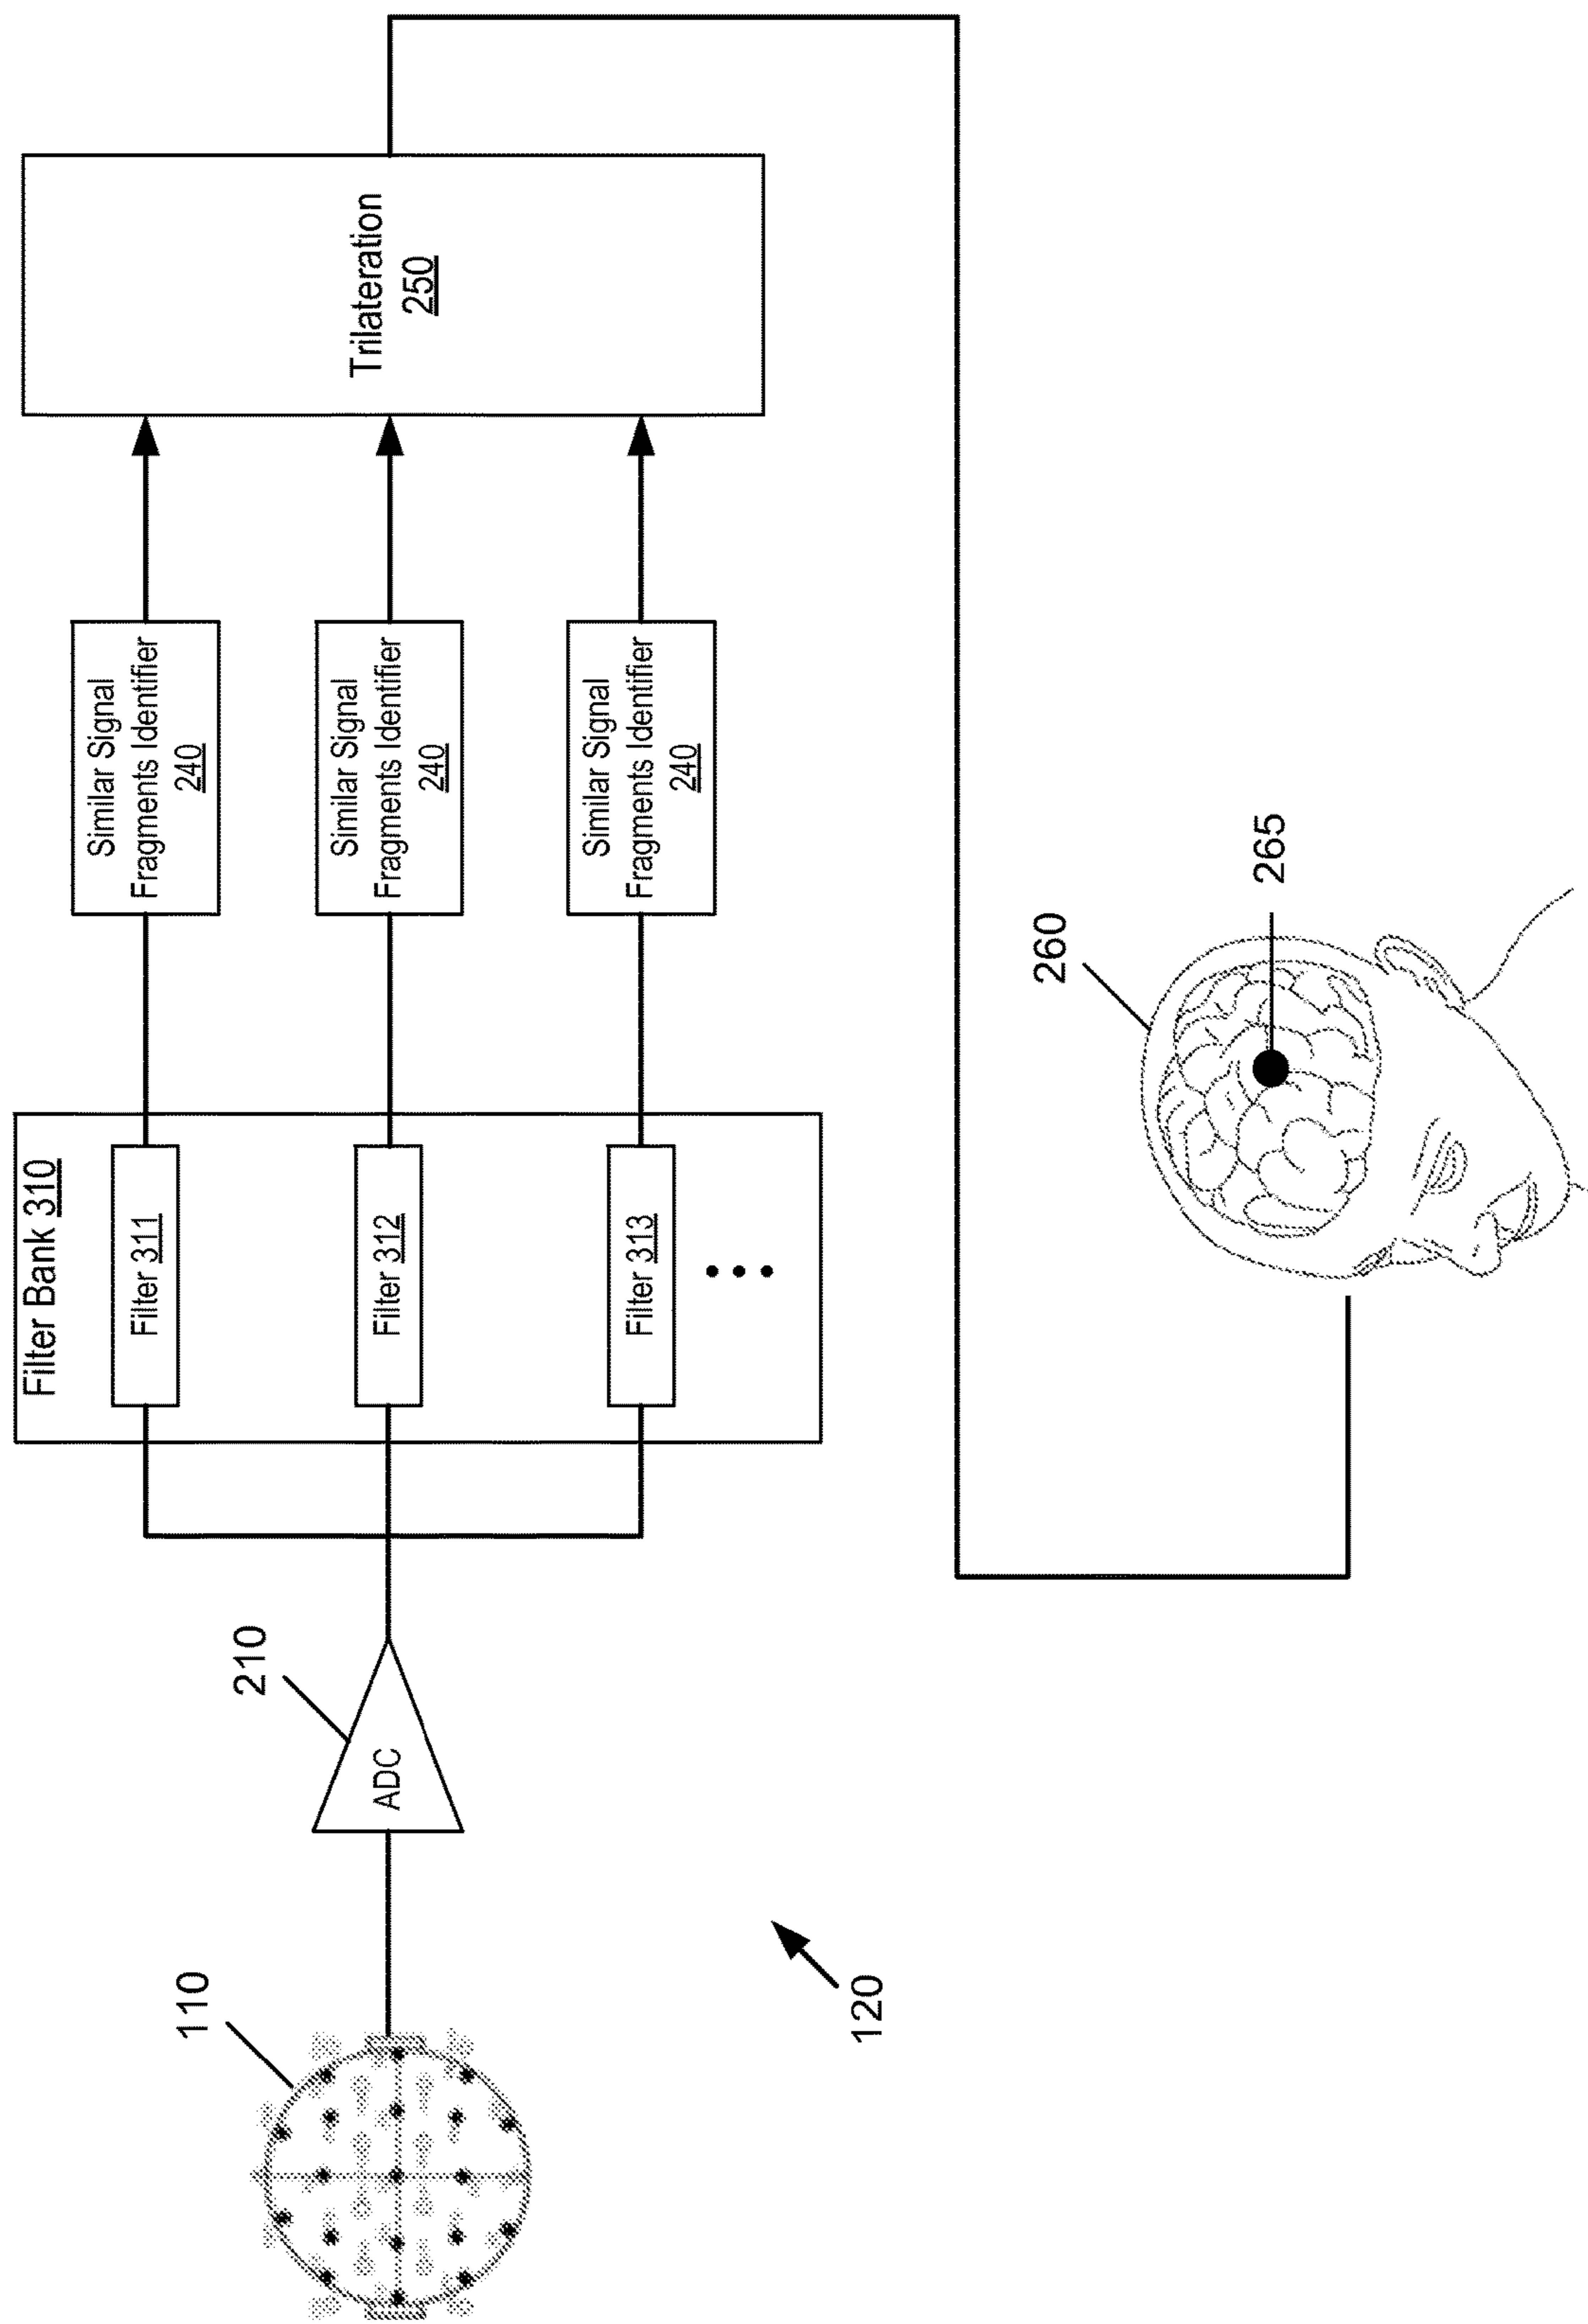 110
ADC
210
120
Filter Bank 310
Filter 311
Filter 312
Filter 313
Similar Signal
Fragments Identifier
240
Similar Signal
Fragments Identifier
240
Similar Signal
Fragments Identifier
240
Trilateration
250
260
265